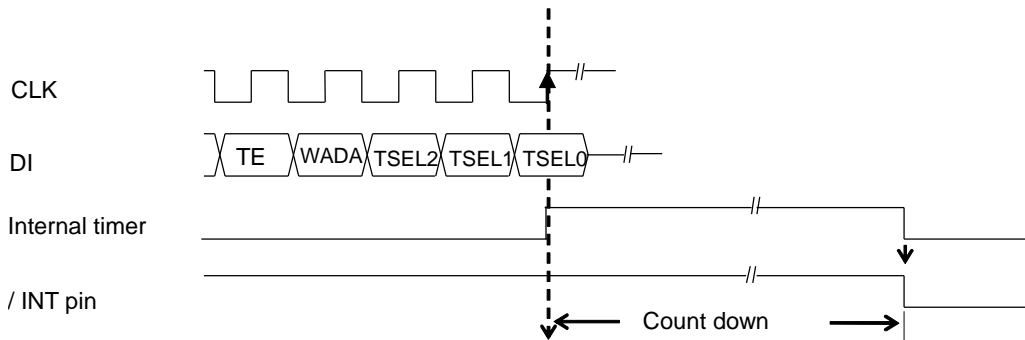 CLK
DI
TE WADA TSEL2 TSEL1 TSEL0
Internal timer
/ INT pin
Count down